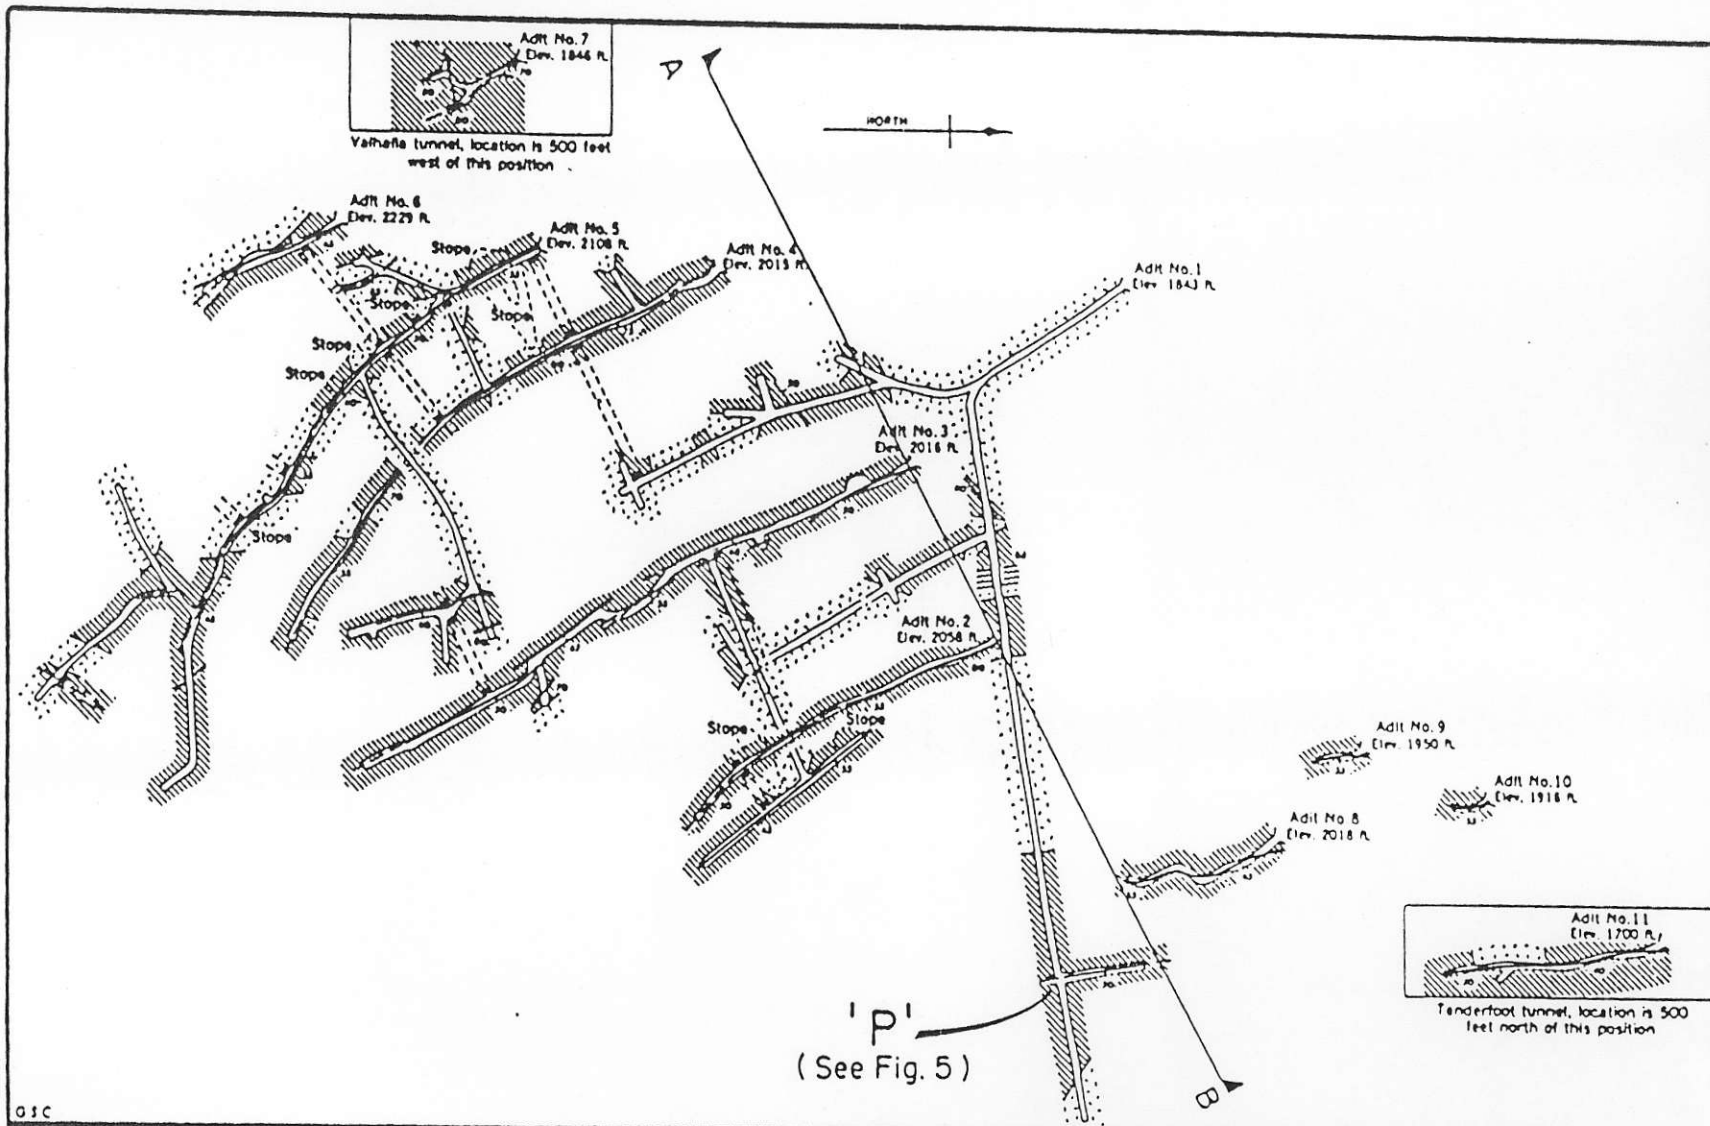 Adit No. 7
Elev. 1846 ft.
Valhalla tunnel, location is 500 feet
west of this position
A
NORTH
Adit No. 6
Elev. 2229 ft.
Stope
Adit No. 5
Elev. 2108 ft.
Adit No. 4
Elev. 2013 ft.
Adit No. 1
Elev. 1843 ft.
Stope
Stope
Stope
Stope
Adit No. 3
Elev. 2016 ft.
Stope
Adit No. 2
Elev. 2058 ft.
Stope
Stope
Adit No. 9
Elev. 1950 ft.
Adit No. 10
Elev. 1916 ft.
Adit No 8
Elev. 2018 ft.
Adit No. 11
Elev. 1700 ft.
Tenderfoot tunnel, location is 500
feet north of this position
'P'
(See Fig. 5)
B
GSC